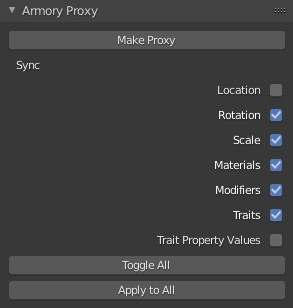 Armory Proxy
Make Proxy
Sync
Location
Rotation
Scale
Materials
Modifiers
Traits
Trait Property Values
Toggle All
Apply to All